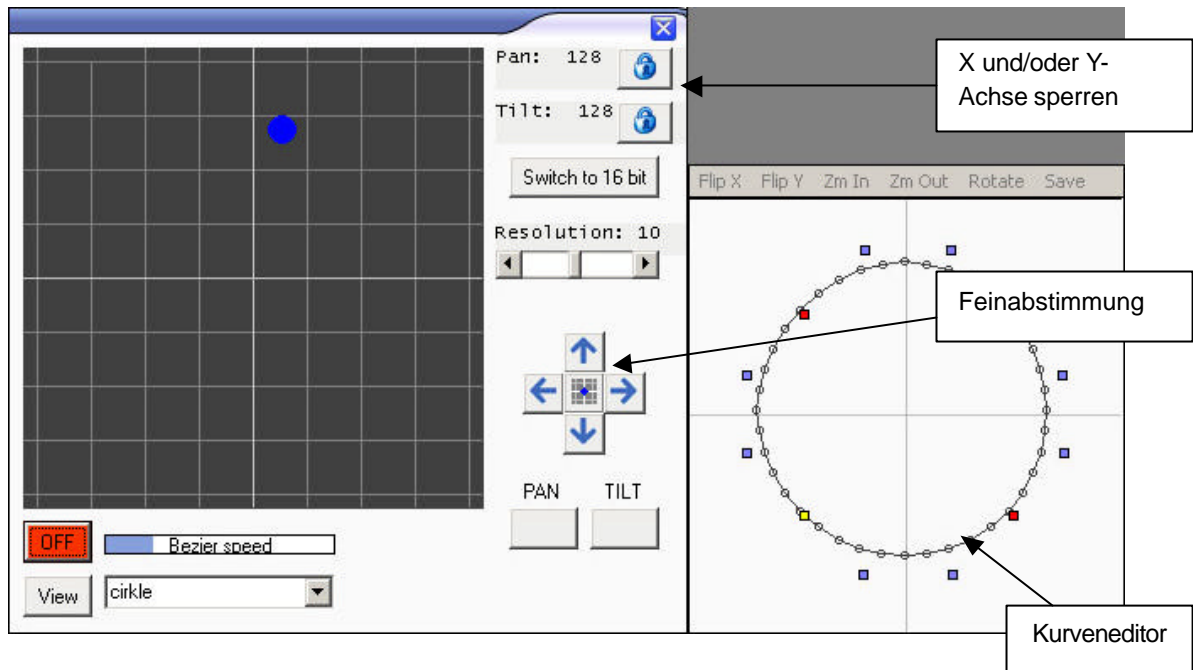 Pan: 128
Tilt: 128
Switch to 16 bit
Resolution: 10
PAN TILT
OFF
Bezier speed
View
cirkle
X und/oder Y-
Achse sperren
Flip X Flip Y Zm In Zm Out Rotate Save
Feinabstimmung
Kurveneditor